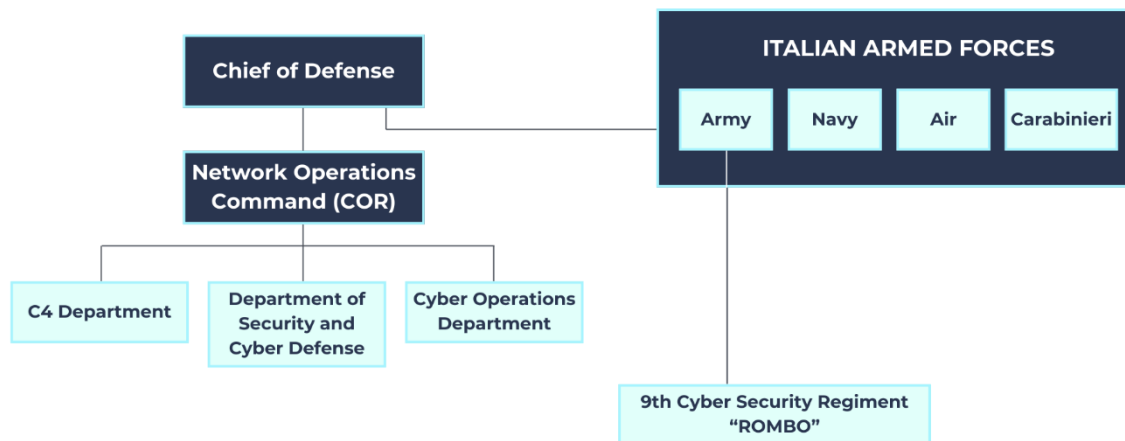 Chief of Defense
ITALIAN ARMED FORCES
Army
Navy
Air
Carabinieri
Network Operations
Command (COR)
C4 Department
Department of
Security and
Cyber Defense
Cyber Operations
Department
9th Cyber Security Regiment
“ROMBO”